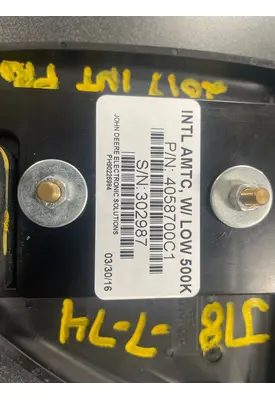 2017 INT PRO
INTL AMTC, W/ LOW 500K
P/N: 4058700C1
S/N:302987
JOHN DEERE ELECTRONIC SOLUTIONS
PH90226984
03/30/16
J18
-7-74